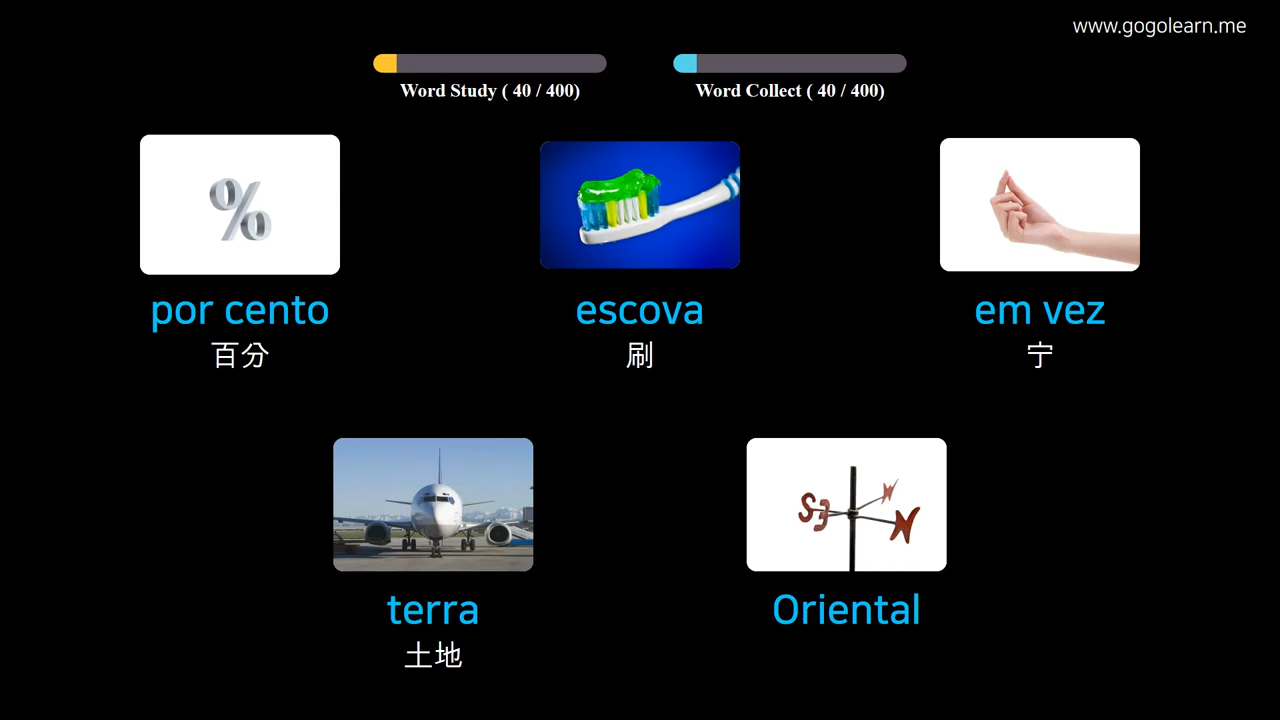 www.gogolearn.me
Word Study ( 40 / 400)
Word Collect ( 40 / 400)
%
por cento
百分
escova
刷
em vez
宁
terra
土地
S E N W
Oriental